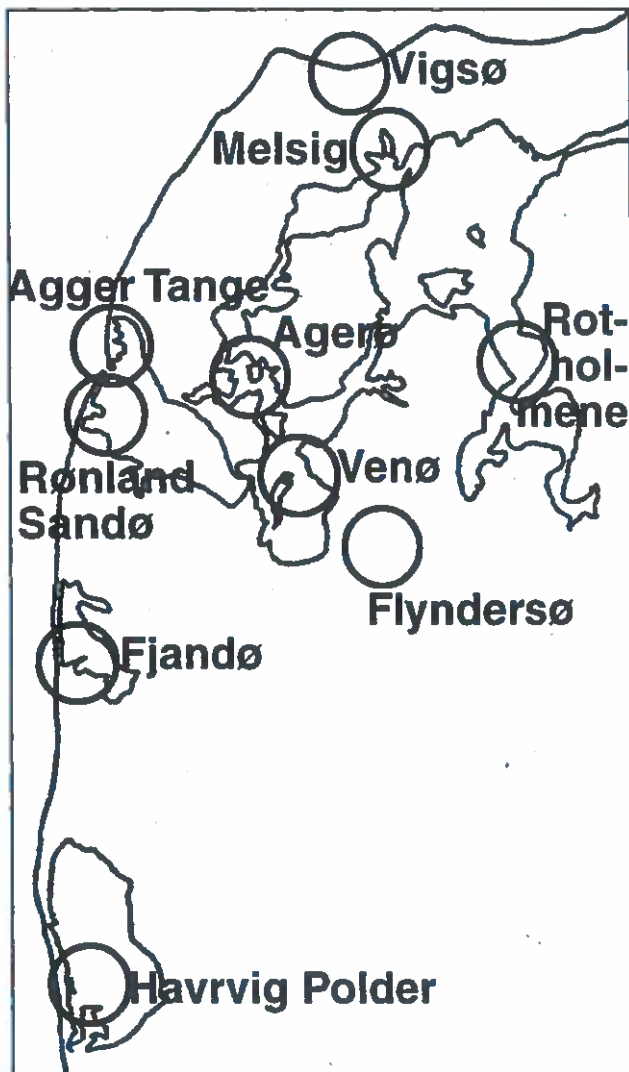 Vigsø
Melsig
Agger Tange
Agerø
Rot-
hol-
mene
Rønland
Sandø
Venø
Flyndersø
Fjandø
Havrvig Polder